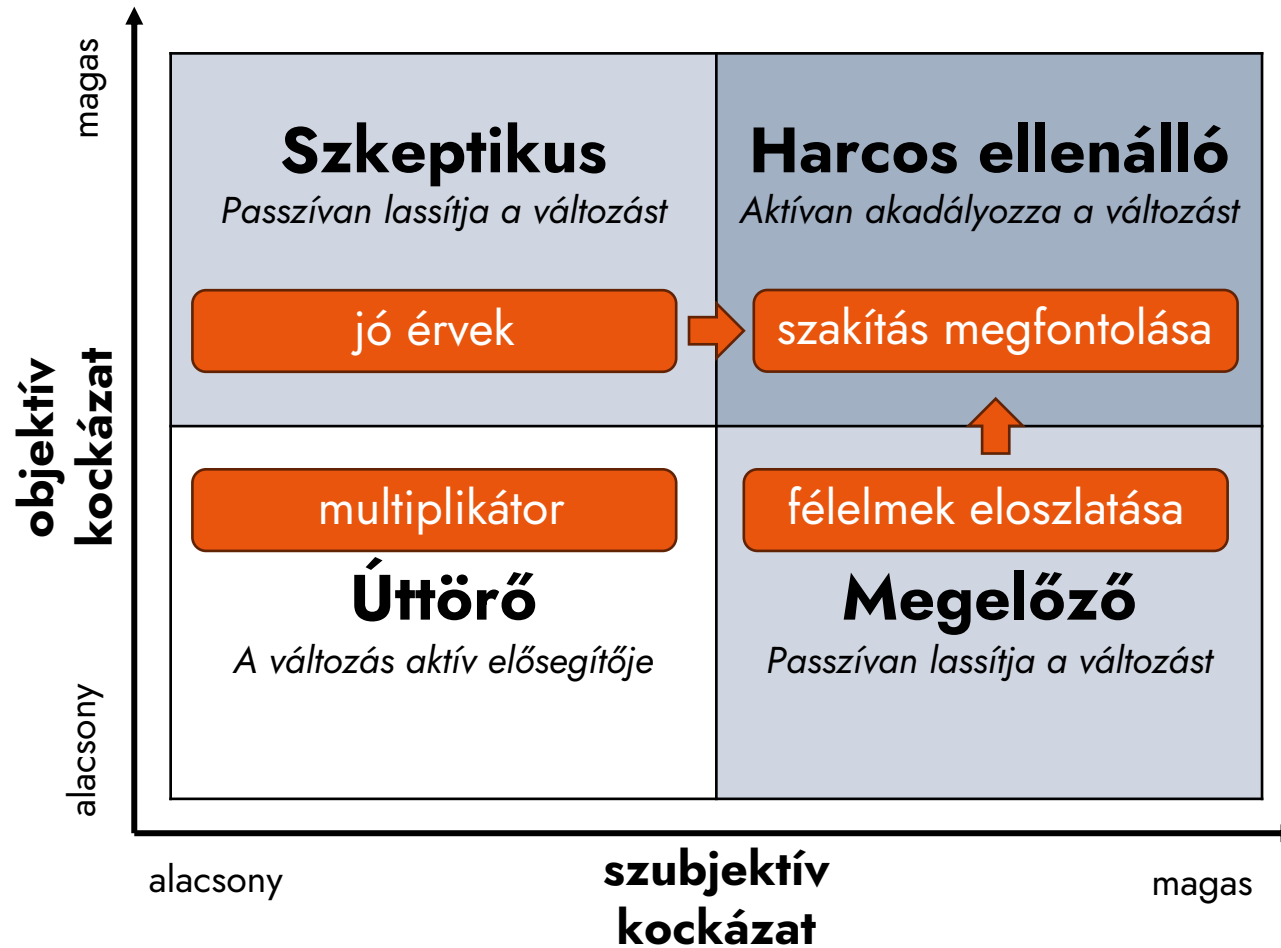 magas
Szkeptikus
Passzívan lassítja a változást
jó érvek
Harcos ellenálló
Aktívan akadályozza a változást
szakítás megfontolása
objektív
kockázat
multiplikátor
Úttörő
A változás aktív elősegítője
félelmek eloszlatása
Megelőző
Passzívan lassítja a változást
alacsony
alacsony
szubjektív
kockázat
magas